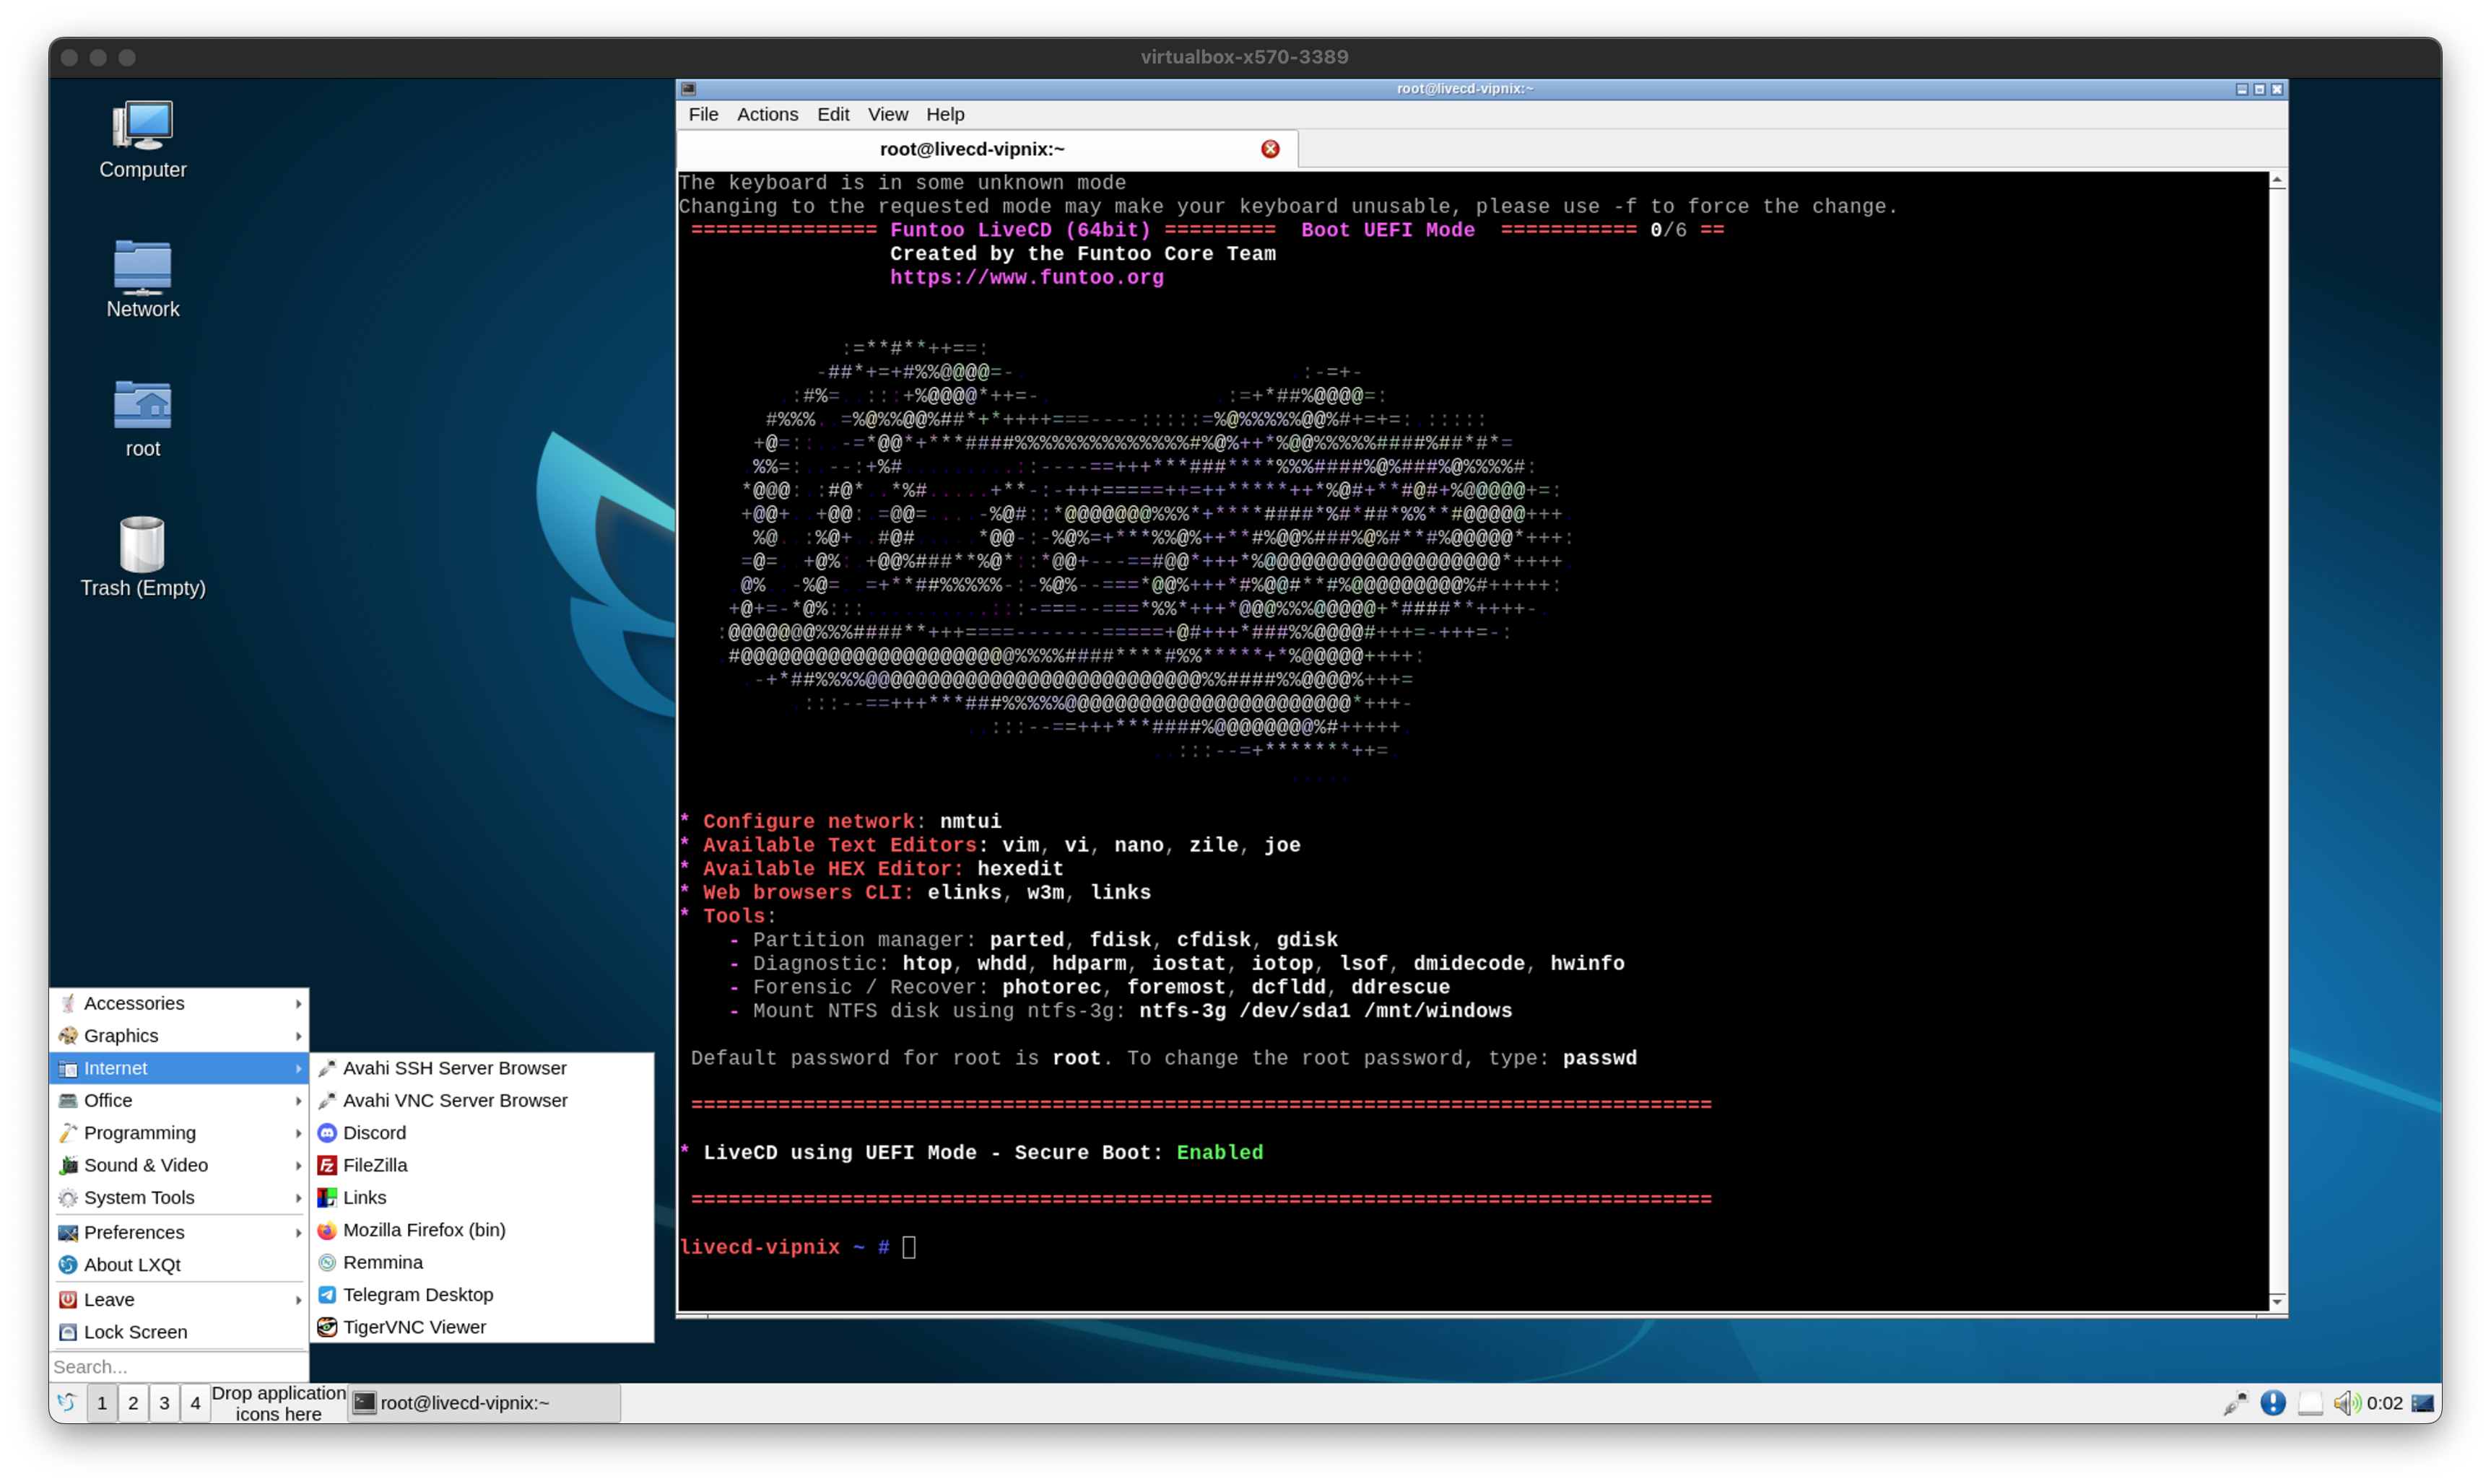 virtualbox-x570-3389
Computer
Network
root
Trash (Empty)
root@livecd-vipnix:~
File Actions Edit View Help
root@livecd-vipnix:~
The keyboard is in some unknown mode
Changing to the requested mode may make your keyboard unusable, please use -f to force the change.
=============== Funtoo LiveCD (64bit) ========= Boot UEFI Mode =========== 0/6 ==
Created by the Funtoo Core Team
https://www.funtoo.org
* Configure network: nmtui
* Available Text Editors: vim, vi, nano, zile, joe
* Available HEX Editor: hexedit
* Web browsers CLI: elinks, w3m, links
* Tools:
- Partition manager: parted, fdisk, cfdisk, gdisk
- Diagnostic: htop, whdd, hdparm, iostat, iotop, lsof, dmidecode, hwinfo
- Forensic / Recover: photorec, foremost, dcfldd, ddrescue
- Mount NTFS disk using ntfs-3g: ntfs-3g /dev/sda1 /mnt/windows
Default password for root is root. To change the root password, type: passwd
* LiveCD using UEFI Mode - Secure Boot: Enabled
livecd-vipnix ~ #
Accessories
Graphics
Internet
Office
Programming
Sound & Video
System Tools
Preferences
About LXQt
Leave
Lock Screen
Search...
Avahi SSH Server Browser
Avahi VNC Server Browser
Discord
FileZilla
Links
Mozilla Firefox (bin)
Remmina
Telegram Desktop
TigerVNC Viewer
1 2 3 4
Drop application
icons here
root@livecd-vipnix:~
0:02